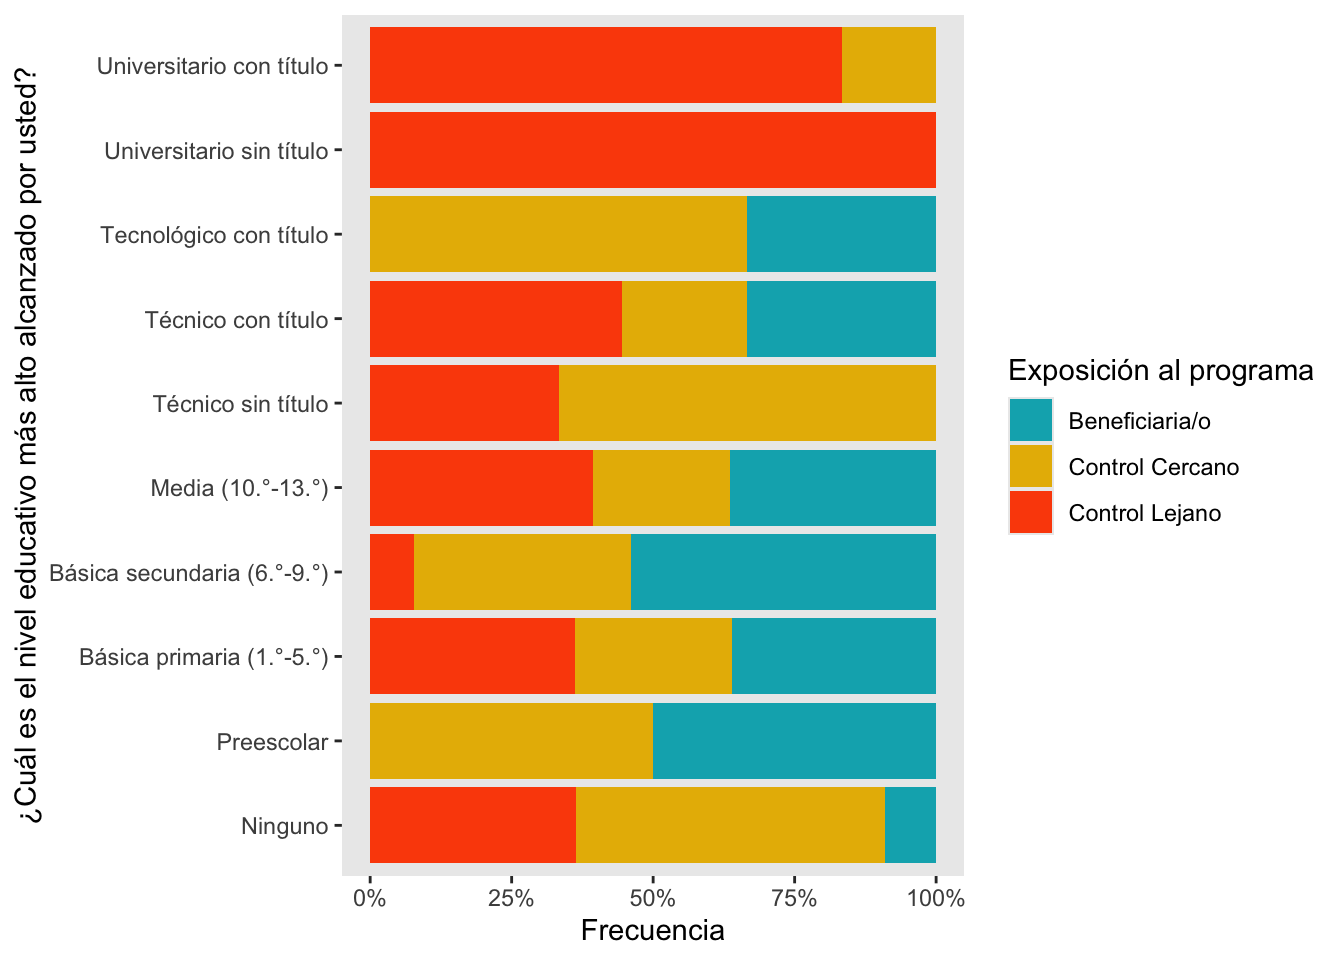 ¿Cuál es el nivel educativo más alto alcanzado por usted?
Universitario con título
Universitario sin título
Tecnológico con título
Técnico con título
Técnico sin título
Media (10.°-13.°)
Básica secundaria (6.°-9.°)
Básica primaria (1.°-5.°)
Preescolar
Ninguno
0% 25% 50% 75% 100%
Frecuencia
Exposición al programa
Beneficiaria/o
Control Cercano
Control Lejano